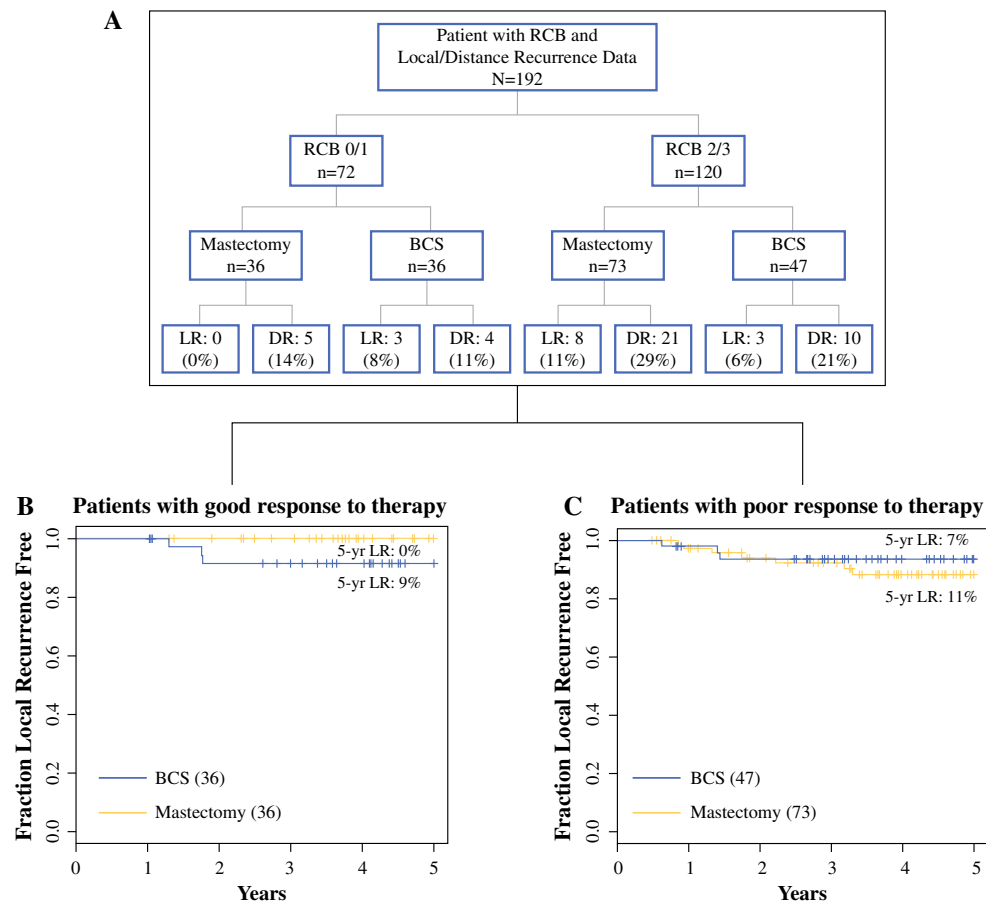 A
Patient with RCB and
Local/Distance Recurrence Data
N=192
RCB 0/1
n=72
RCB 2/3
n=120
Mastectomy
n=36
BCS
n=36
Mastectomy
n=73
BCS
n=47
LR: 0
(0%)
DR: 5
(14%)
LR: 3
(8%)
DR: 4
(11%)
LR: 8
(11%)
DR: 21
(29%)
LR: 3
(6%)
DR: 10
(21%)
B
Patients with good response to therapy
Fraction Local Recurrence Free
1.0
0.8
0.6
0.4
0.2
0.0
5-yr LR: 0%
5-yr LR: 9%
BCS (36)
Mastectomy (36)
0 1 2 3 4 5
Years
C
Patients with poor response to therapy
Fraction Local Recurrence Free
1.0
0.8
0.6
0.4
0.2
0.0
5-yr LR: 7%
5-yr LR: 11%
BCS (47)
Mastectomy (73)
0 1 2 3 4 5
Years